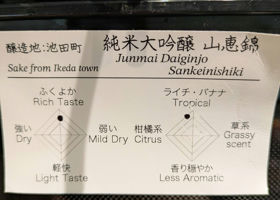 醸造地:池田町 純米大吟醸 山恵錦
Sake from Ikeda town
Junmai Daiginjo
Sankeinishiki
ふくよか
Rich Taste
強い
Dry
弱い
Mild Dry
軽快
Light Taste
ライチ・バナナ
Tropical
柑橘系
Citrus
草系
Grassy
scent
香り穏やか
Less Aromatic